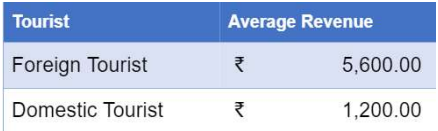 Tourist Average Revenue
Foreign Tourist ₹ 5,600.00
Domestic Tourist ₹ 1,200.00